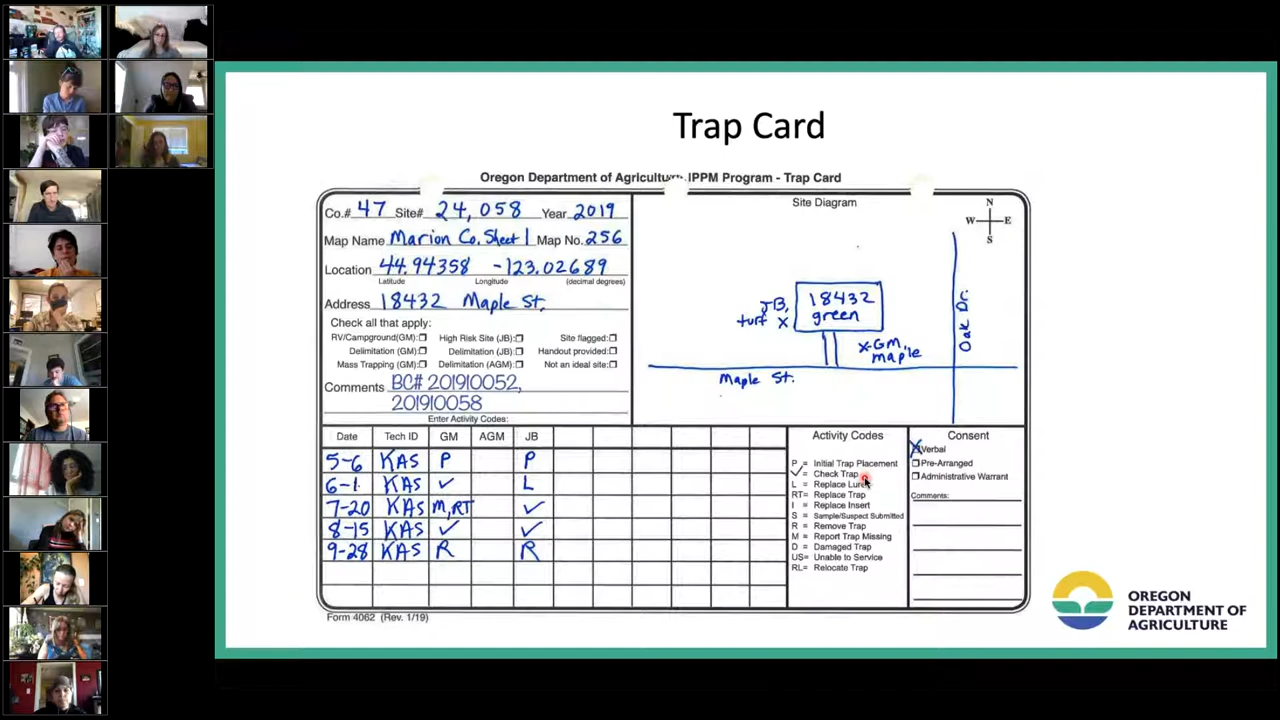 Trap Card
Oregon Department of Agriculture, IPPM Program - Trap Card
Co.# 47 Site# 24,058 Year 2019
Map Name Marion Co. Sheet 1 Map No. 256
Location 44.94358 -123.02689
Latitude Longitude (decimal degrees)
Address 18432 Maple St.
Check all that apply:
RV/Campground(GM): High Risk Site (JB): Site flagged:
Delimitation (GM): Delimitation (JB): Handout provided:
Mass Trapping (GM): Delimitation (AGM): Not an ideal site:
Comments BC# 201910052,
201910058
Enter Activity Codes:
Site Diagram
N
W E
S
JB,
turf X
18432
green
X-GM,
maple
Oak Dr.
Maple St.
Date Tech ID GM AGM JB
5-6 KAS P P
6-1 KAS ✓ L
7-20 KAS M,RT ✓
8-15 KAS ✓ ✓
9-28 KAS R R
Activity Codes
P = Initial Trap Placement
✓ = Check Trap
L = Replace Lure
RT= Replace Trap
I = Replace Insert
S = Sample/Suspect Submitted
R = Remove Trap
M = Report Trap Missing
D = Damaged Trap
US= Unable to Service
RL= Relocate Trap
Consent
X Verbal
Pre-Arranged
Administrative Warrant
Comments:
Form 4062 (Rev. 1/19)
OREGON
DEPARTMENT OF
AGRICULTURE